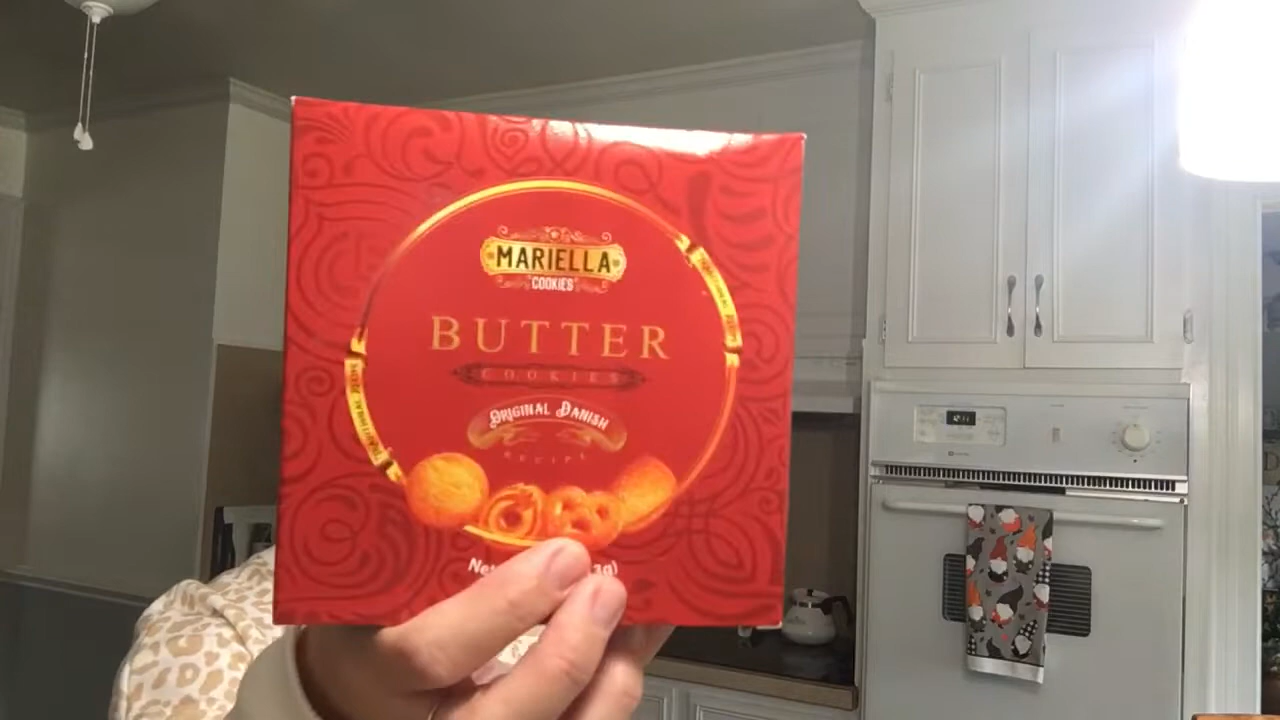 MARIELLA
COOKIES
BUTTER
COOKIES
ORIGINAL DANISH
RECIPE